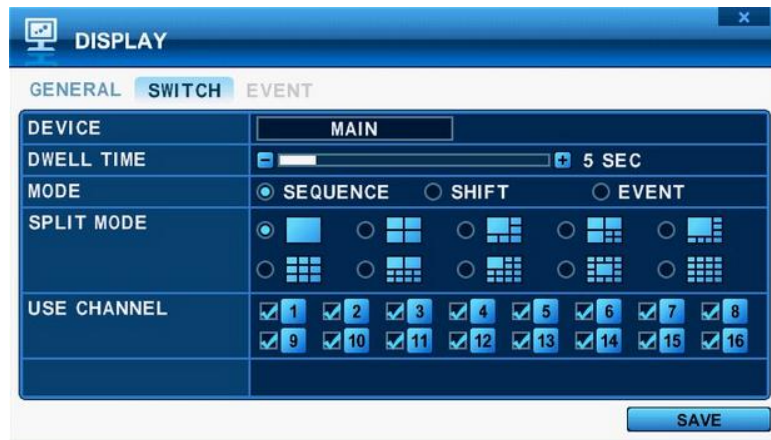 DISPLAY
X
GENERAL SWITCH EVENT
DEVICE MAIN
DWELL TIME 5 SEC
MODE SEQUENCE SHIFT EVENT
SPLIT MODE
USE CHANNEL 1 2 3 4 5 6 7 8
9 10 11 12 13 14 15 16
SAVE